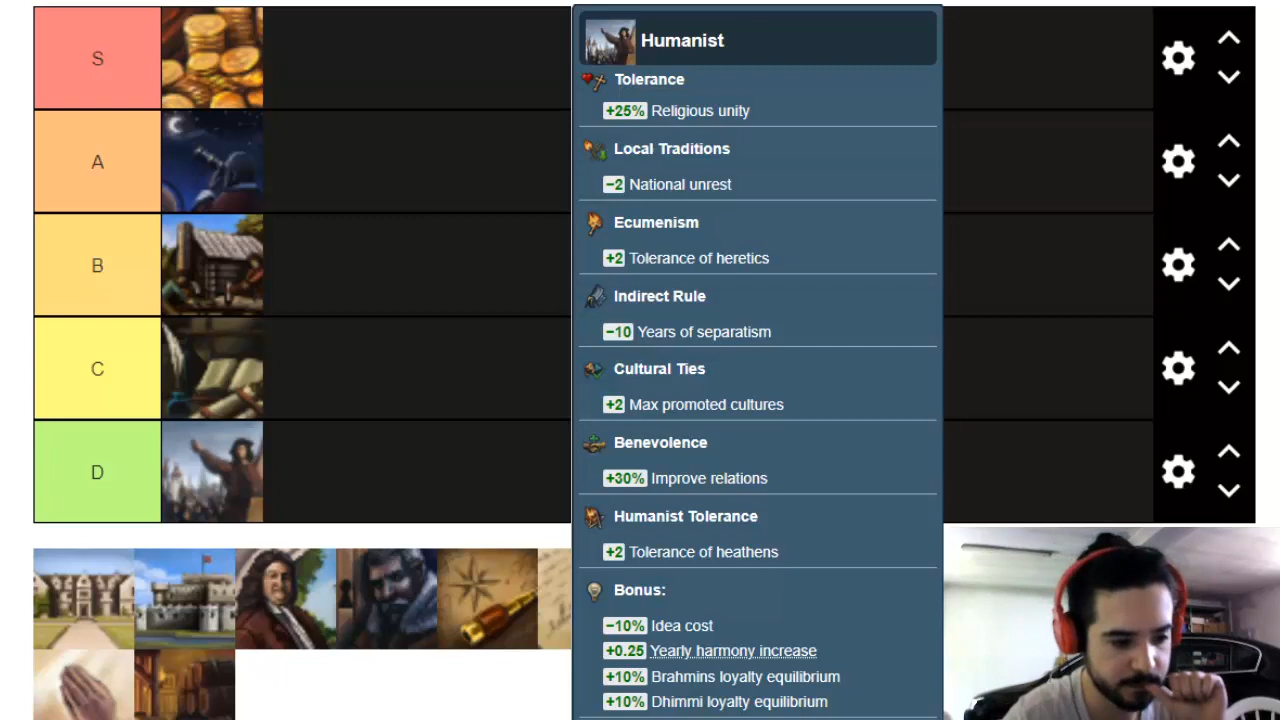 S
A
B
C
D
Humanist
Tolerance
+25% Religious unity
Local Traditions
−2 National unrest
Ecumenism
+2 Tolerance of heretics
Indirect Rule
−10 Years of separatism
Cultural Ties
+2 Max promoted cultures
Benevolence
+30% Improve relations
Humanist Tolerance
+2 Tolerance of heathens
Bonus:
−10% Idea cost
+0.25 Yearly harmony increase
+10% Brahmins loyalty equilibrium
+10% Dhimmi loyalty equilibrium